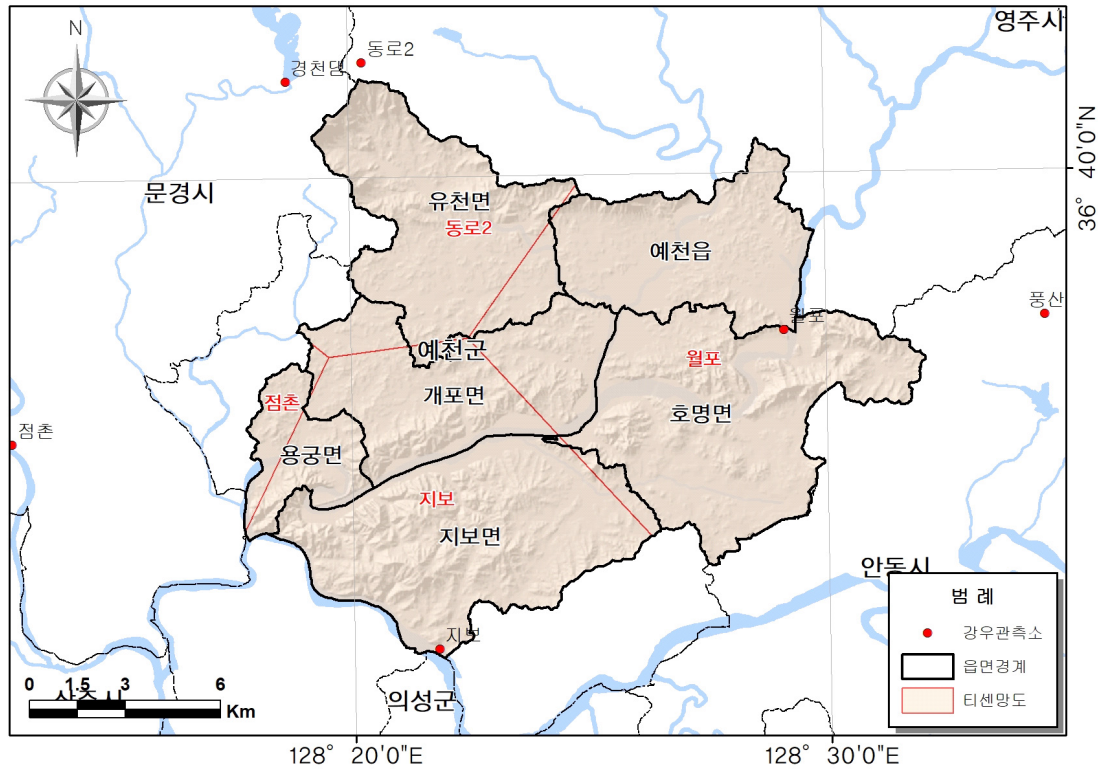 영주시
N
동로2
경천댐
40'0"N
36°
문경시
유천면
동로2
예천읍
풍산
월포
예천군
월포
개포면
점촌
호명면
점촌
용궁면
지보
지보면
안동시
범 례
강우관측소
읍면경계
티센망도
지보
0 1.5 3 6
Km
상주시
의성군
128° 20'0"E
128° 30'0"E